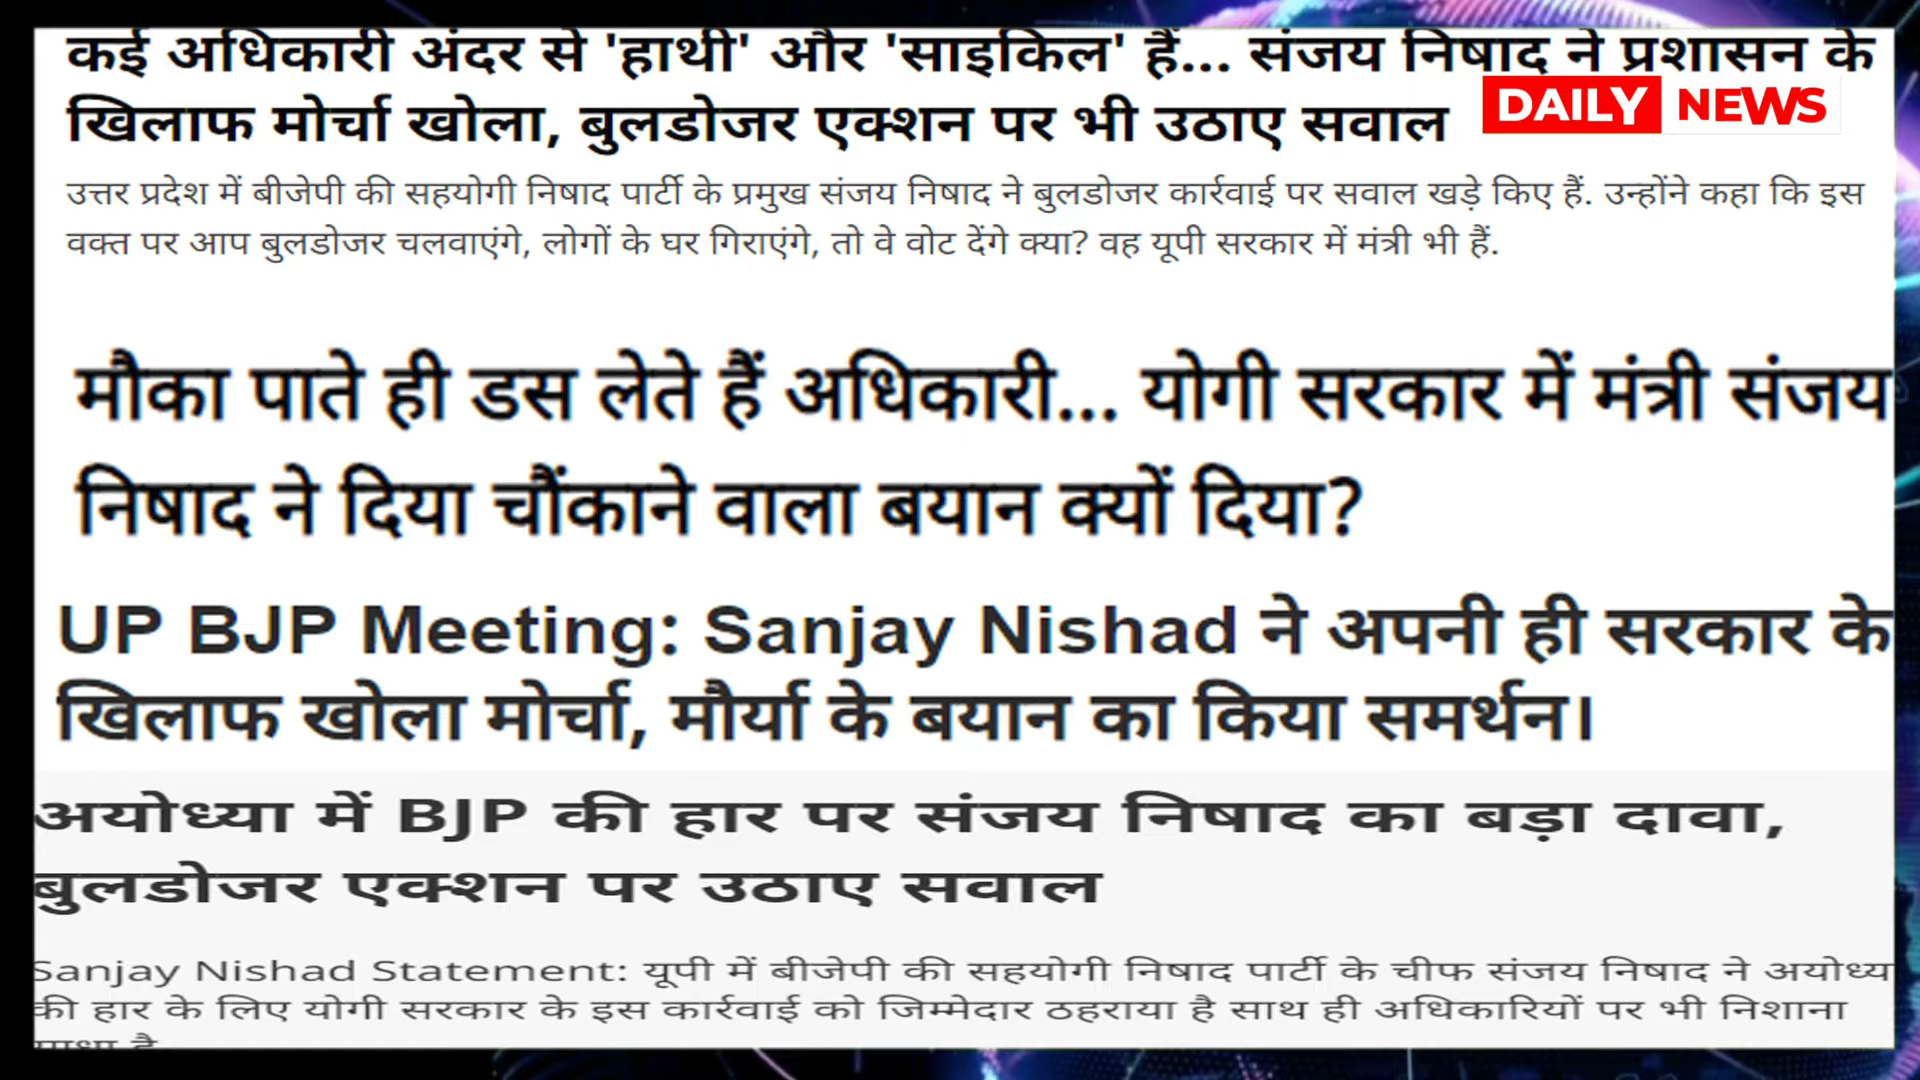 कई अधिकारी अंदर से 'हाथी' और 'साइकिल' हैं... संजय निषाद ने प्रशासन के
खिलाफ मोर्चा खोला, बुलडोजर एक्शन पर भी उठाए सवाल
DAILY NEWS
उत्तर प्रदेश में बीजेपी की सहयोगी निषाद पार्टी के प्रमुख संजय निषाद ने बुलडोजर कार्रवाई पर सवाल खड़े किए हैं. उन्होंने कहा कि इस
वक्त पर आप बुलडोजर चलवाएंगे, लोगों के घर गिराएंगे, तो वे वोट देंगे क्या? वह यूपी सरकार में मंत्री भी हैं.
मौका पाते ही डस लेते हैं अधिकारी... योगी सरकार में मंत्री संजय
निषाद ने दिया चौंकाने वाला बयान क्यों दिया?
UP BJP Meeting: Sanjay Nishad ने अपनी ही सरकार के
खिलाफ खोला मोर्चा, मौर्या के बयान का किया समर्थन।
अयोध्या में BJP की हार पर संजय निषाद का बड़ा दावा,
बुलडोजर एक्शन पर उठाए सवाल
Sanjay Nishad Statement: यूपी में बीजेपी की सहयोगी निषाद पार्टी के चीफ संजय निषाद ने अयोध्य
की हार के लिए योगी सरकार के इस कार्रवाई को जिम्मेदार ठहराया है साथ ही अधिकारियों पर भी निशाना
है